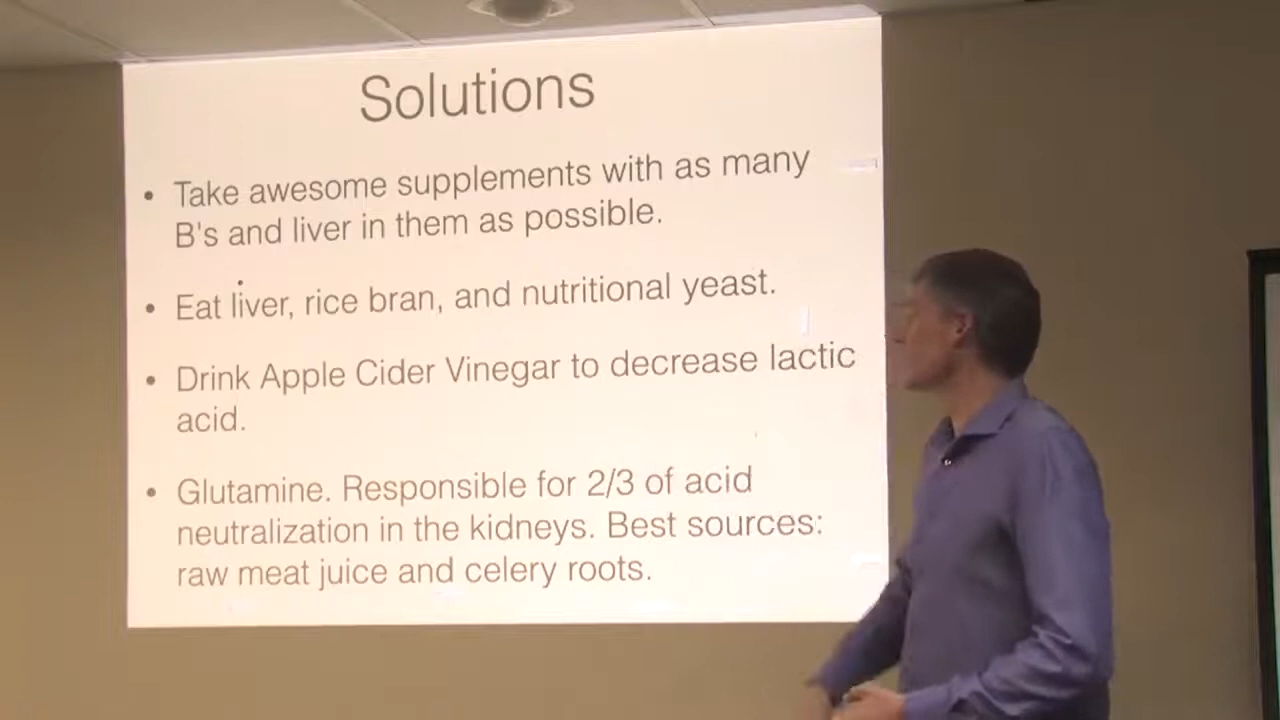 Solutions
• Take awesome supplements with as many
B's and liver in them as possible.
• Eat liver, rice bran, and nutritional yeast.
• Drink Apple Cider Vinegar to decrease lactic
acid.
• Glutamine. Responsible for 2/3 of acid
neutralization in the kidneys. Best sources:
raw meat juice and celery roots.